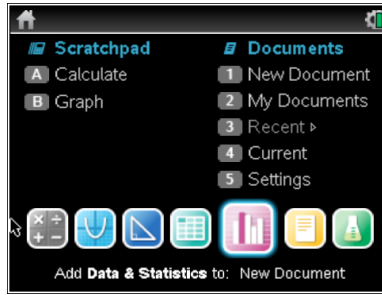 Scratchpad
A Calculate
B Graph
Documents
1 New Document
2 My Documents
3 Recent ▹
4 Current
5 Settings
Add Data & Statistics to: New Document